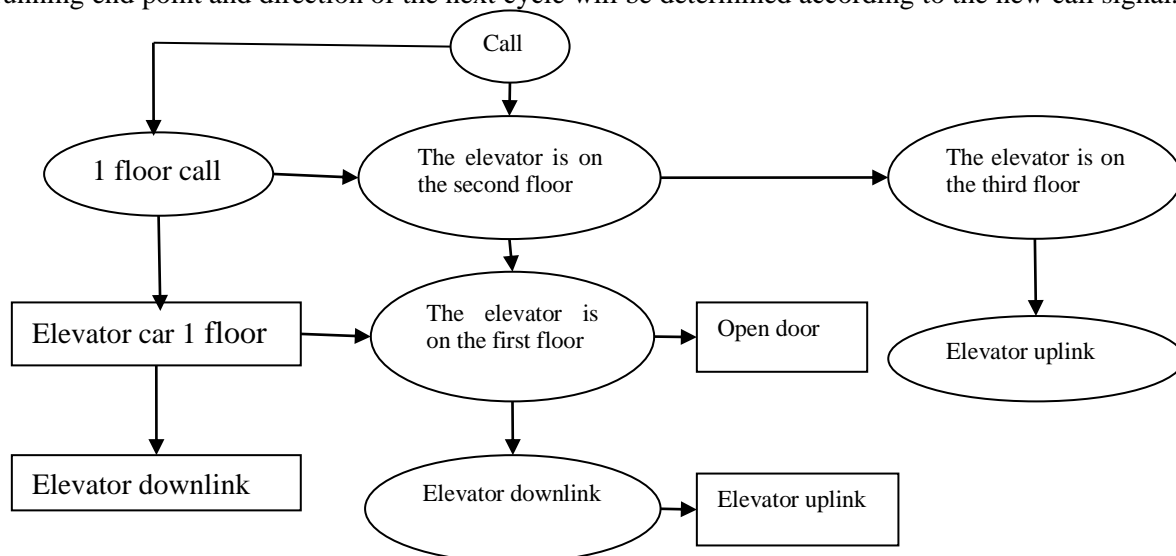 unning end point and direction of the next cycle will be determined according to the new call signal.
Call
1 floor call
The elevator is on
the second floor
The elevator is on
the third floor
Elevator car 1 floor
The elevator is
on the first floor
Open door
Elevator uplink
Elevator downlink
Elevator downlink
Elevator uplink